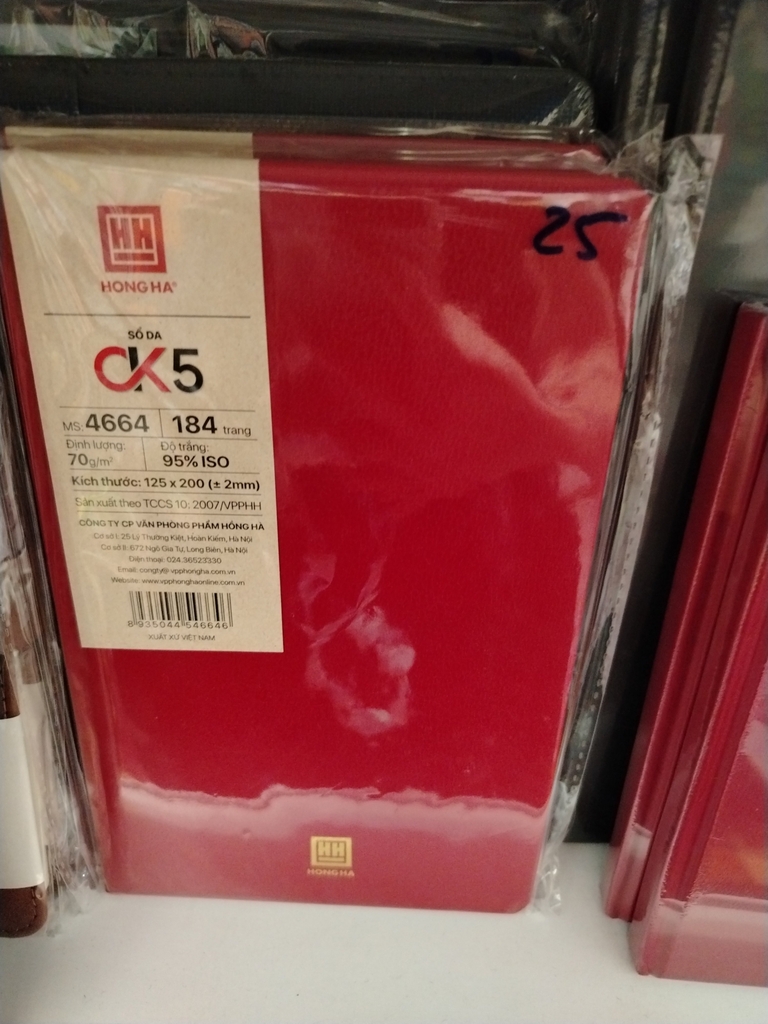 25
HH
HONG HA®
SỔ DA
CK5
MS: 4664 184 trang
Định lượng: Độ trắng:
70g/m² 95% ISO
Kích thước: 125 x 200 (± 2mm)
Sản xuất theo TCCS 10: 2007/VPPHH
CÔNG TY CP VĂN PHÒNG PHẨM HỒNG HÀ
Cơ sở I: 25 Lý Thường Kiệt, Hoàn Kiếm, Hà Nội
Cơ sở II: 672 Ngô Gia Tự, Long Biên, Hà Nội
Điện thoại: 024.36523330
Email: congty@vpphongha.com.vn
Website: www.vpphonghaonline.com.vn
8 935044 546646
XUẤT XỨ VIỆT NAM
HH
HONG HA